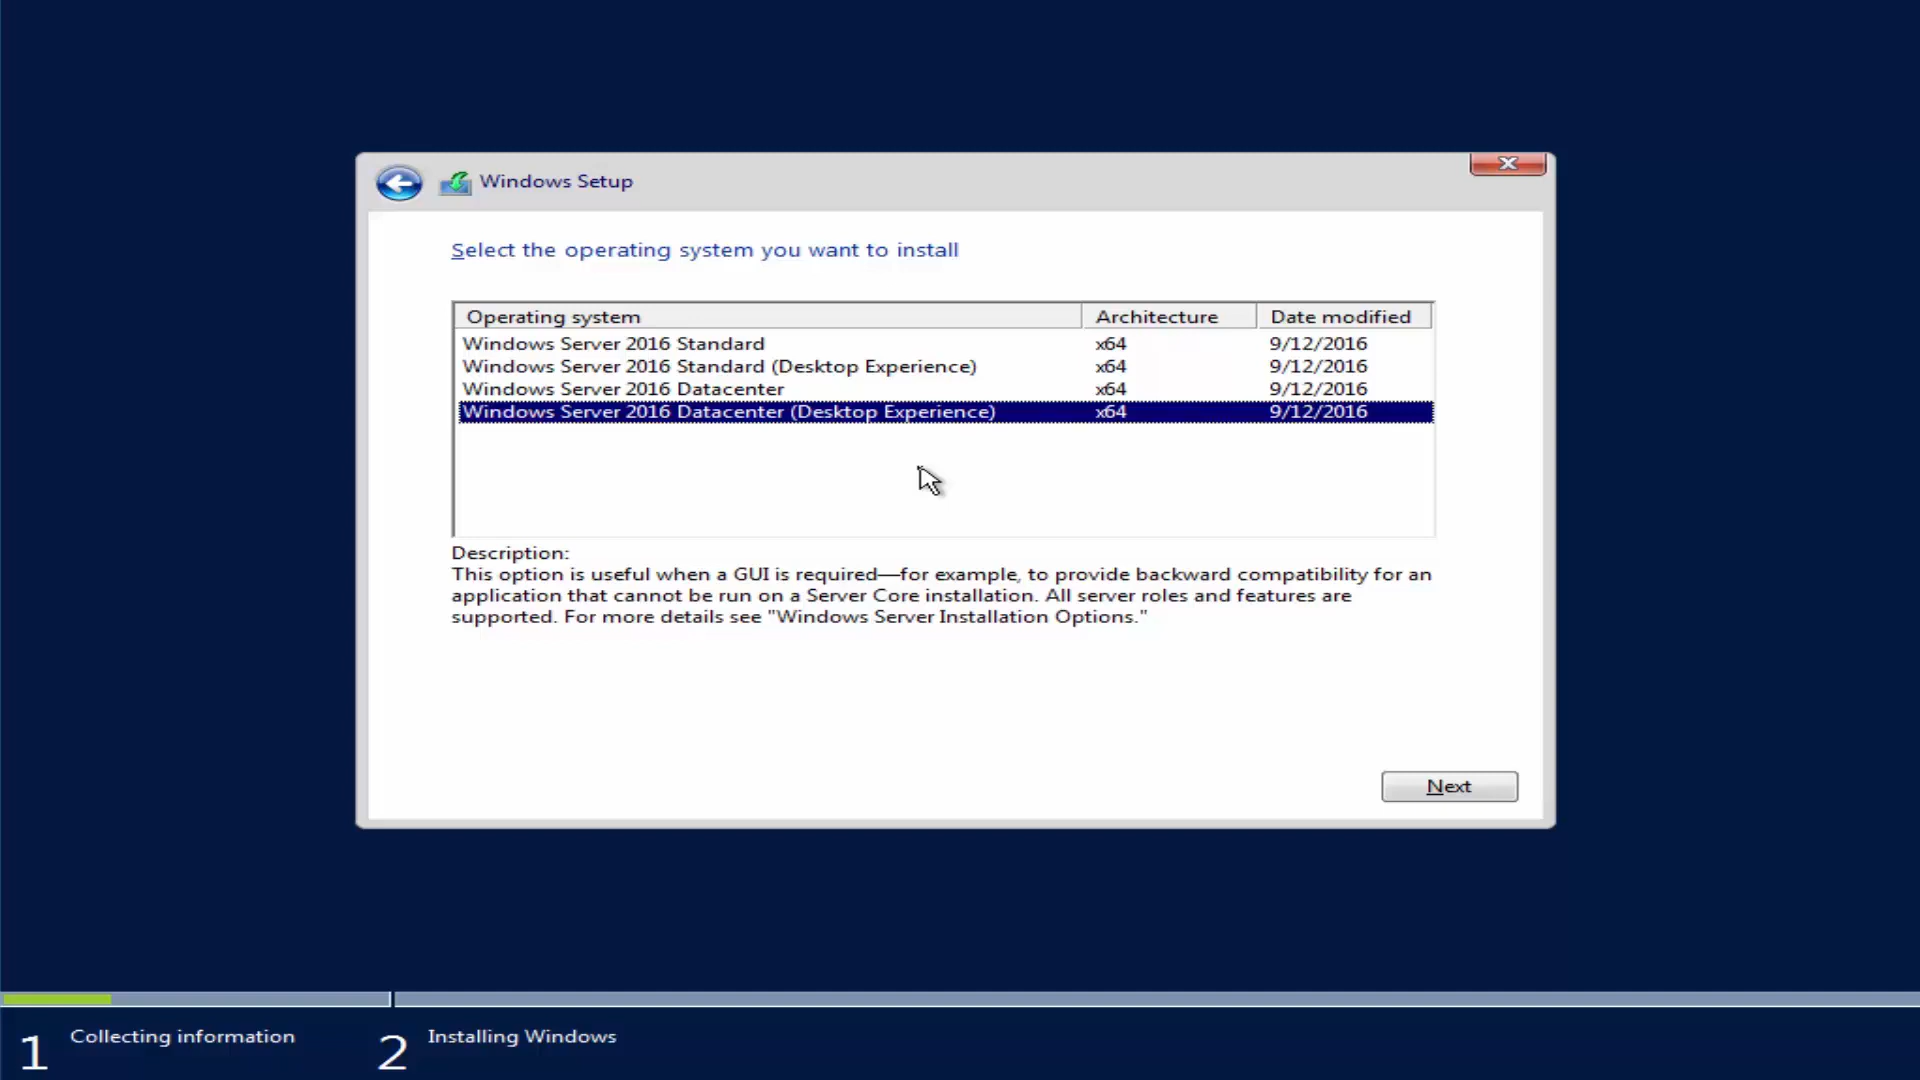 Windows Setup
Select the operating system you want to install
Operating system Architecture Date modified
Windows Server 2016 Standard x64 9/12/2016
Windows Server 2016 Standard (Desktop Experience) x64 9/12/2016
Windows Server 2016 Datacenter x64 9/12/2016
Windows Server 2016 Datacenter (Desktop Experience) x64 9/12/2016
Description:
This option is useful when a GUI is required—for example, to provide backward compatibility for an
application that cannot be run on a Server Core installation. All server roles and features are
supported. For more details see "Windows Server Installation Options."
Next
1 Collecting information 2 Installing Windows